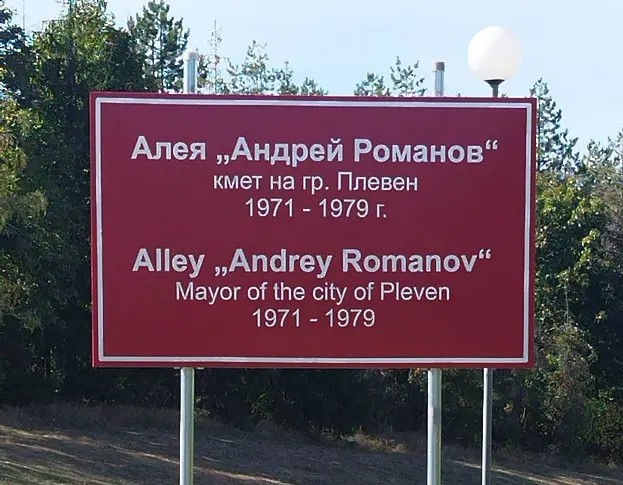 Алея „Андрей Романов“
кмет на гр. Плевен
1971 - 1979 г.
Alley „Andrey Romanov“
Mayor of the city of Pleven
1971 - 1979